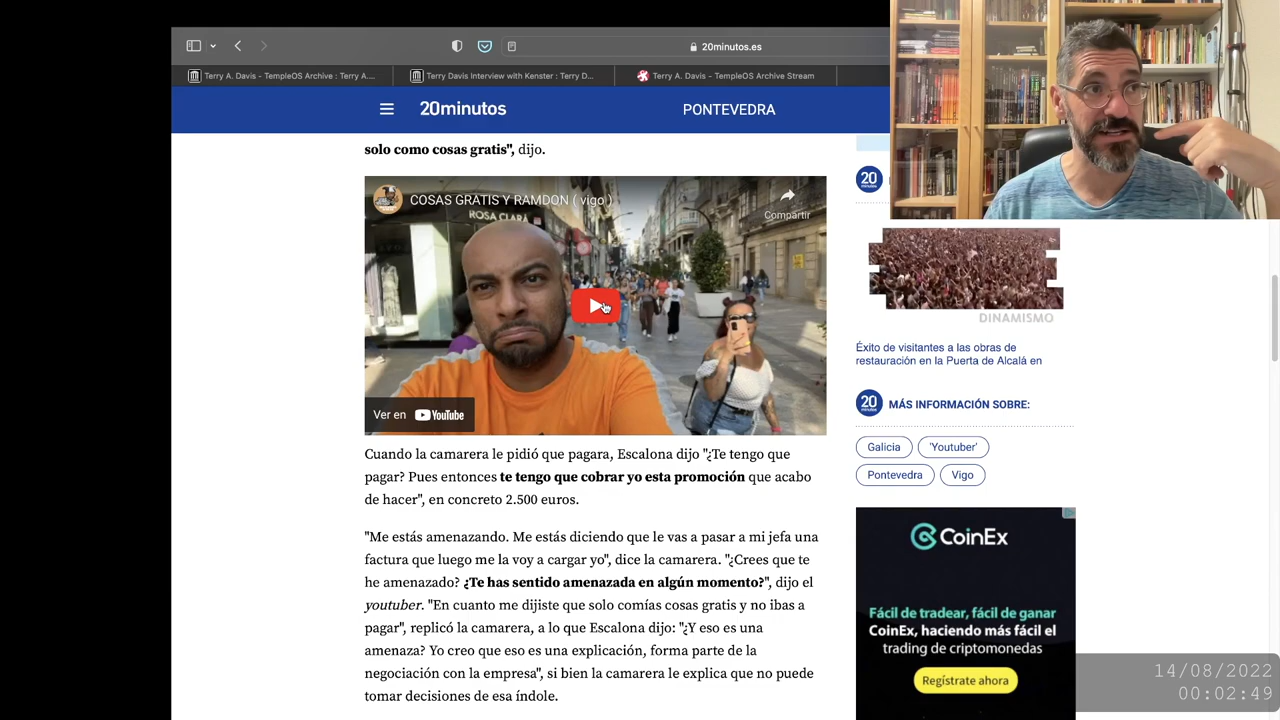 20minutos.es
Terry A. Davis - TempleOS Archive : Terry A....
Terry Davis Interview with Kenster : Terry D...
Terry A. Davis - TempleOS Archive Stream
20minutos
PONTEVEDRA
solo como cosas gratis", dijo.
COSAS GRATIS Y RAMDON ( vigo )
Compartir
ROSA CLARÁ
Ver en YouTube
Cuando la camarera le pidió que pagara, Escalona dijo "¿Te tengo que
pagar? Pues entonces te tengo que cobrar yo esta promoción que acabo
de hacer", en concreto 2.500 euros.
"Me estás amenazando. Me estás diciendo que le vas a pasar a mi jefa una
factura que luego me la voy a cargar yo", dice la camarera. "¿Crees que te
he amenazado? ¿Te has sentido amenazada en algún momento?", dijo el
youtuber. "En cuanto me dijiste que solo comías cosas gratis y no ibas a
pagar", replicó la camarera, a lo que Escalona dijo: "¿Y eso es una
amenaza? Yo creo que eso es una explicación, forma parte de la
negociación con la empresa", si bien la camarera le explica que no puede
tomar decisiones de esa índole.
20
DINAMISMO
Éxito de visitantes a las obras de
restauración en la Puerta de Alcalá en
20 minutos
MÁS INFORMACIÓN SOBRE:
Galicia
'Youtuber'
Pontevedra
Vigo
CoinEx
Fácil de tradear, fácil de ganar
CoinEx, haciendo más fácil el
trading de criptomonedas
Regístrate ahora
14/08/2022
00:02:49